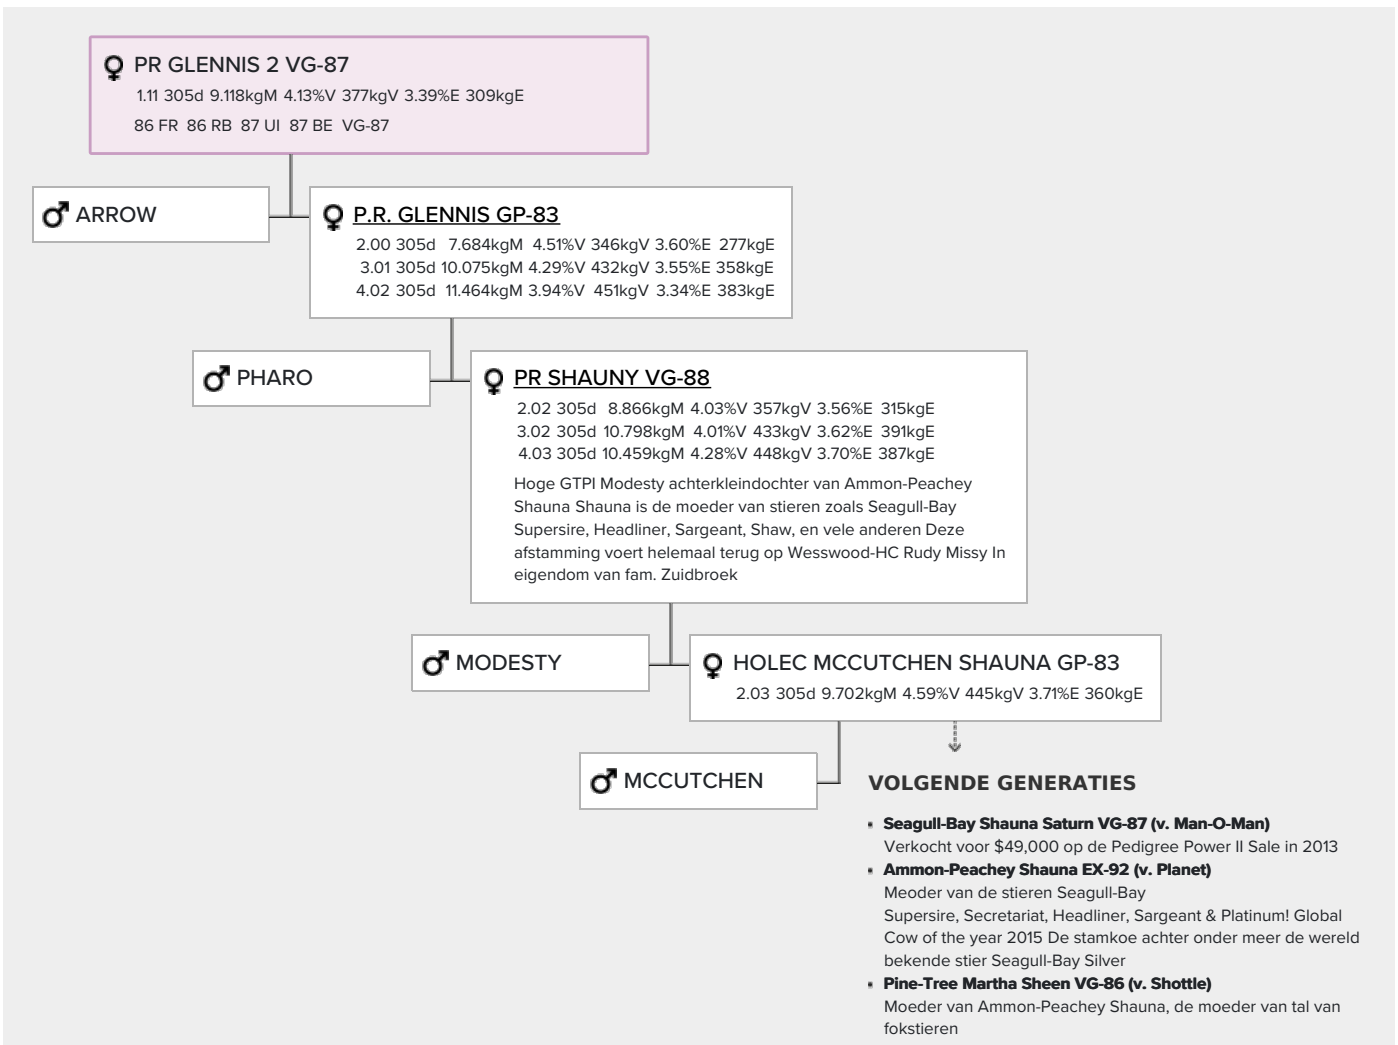 PR GLENNIS 2 VG-87
1.11 305d 9.118kgM 4.13%V 377kgV 3.39%E 309kgE
86 FR 86 RB 87 UI 87 BE VG-87
ARROW
P.R. GLENNIS GP-83
2.00 305d 7.684kgM 4.51%V 346kgV 3.60%E 277kgE
3.01 305d 10.075kgM 4.29%V 432kgV 3.55%E 358kgE
4.02 305d 11.464kgM 3.94%V 451kgV 3.34%E 383kgE
PHARO
PR SHAUNY VG-88
2.02 305d 8.866kgM 4.03%V 357kgV 3.56%E 315kgE
3.02 305d 10.798kgM 4.01%V 433kgV 3.62%E 391kgE
4.03 305d 10.459kgM 4.28%V 448kgV 3.70%E 387kgE
Hoge GTPI Modesty achterkleindochter van Ammon-Peachey
Shauna Shauna is de moeder van stieren zoals Seagull-Bay
Supersire, Headliner, Sargeant, Shaw, en vele anderen Deze
afstamming voert helemaal terug op Wesswood-HC Rudy Missy In
eigendom van fam. Zuidbroek
MODESTY
HOLEC MCCUTCHEN SHAUNA GP-83
2.03 305d 9.702kgM 4.59%V 445kgV 3.71%E 360kgE
MCCUTCHEN
VOLGENDE GENERATIES
Seagull-Bay Shauna Saturn VG-87 (v. Man-O-Man)
Verkocht voor $49,000 op de Pedigree Power II Sale in 2013
Ammon-Peachey Shauna EX-92 (v. Planet)
Meoder van de stieren Seagull-Bay
Supersire, Secretariat, Headliner, Sargeant & Platinum! Global
Cow of the year 2015 De stamkoe achter onder meer de wereld
bekende stier Seagull-Bay Silver
Pine-Tree Martha Sheen VG-86 (v. Shottle)
Moeder van Ammon-Peachey Shauna, de moeder van tal van
fokstieren